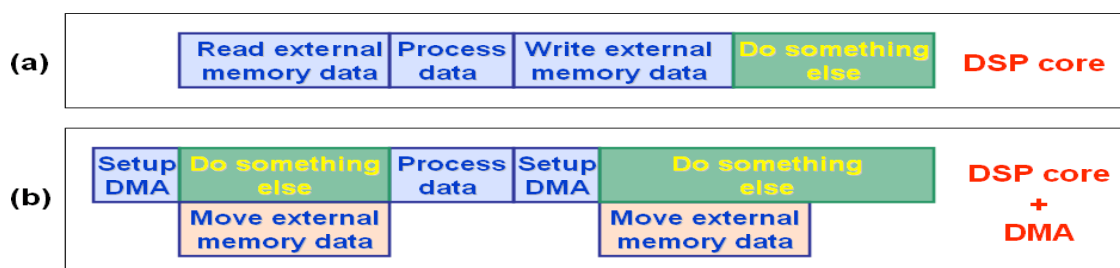 (a)
Read external
memory data
Process
data
Write external
memory data
Do something
else
DSP core
(b)
Setup
DMA
Do something
else
Process
data
Setup
DMA
Do something
else
Move external
memory data
Move external
memory data
DSP core
+
DMA